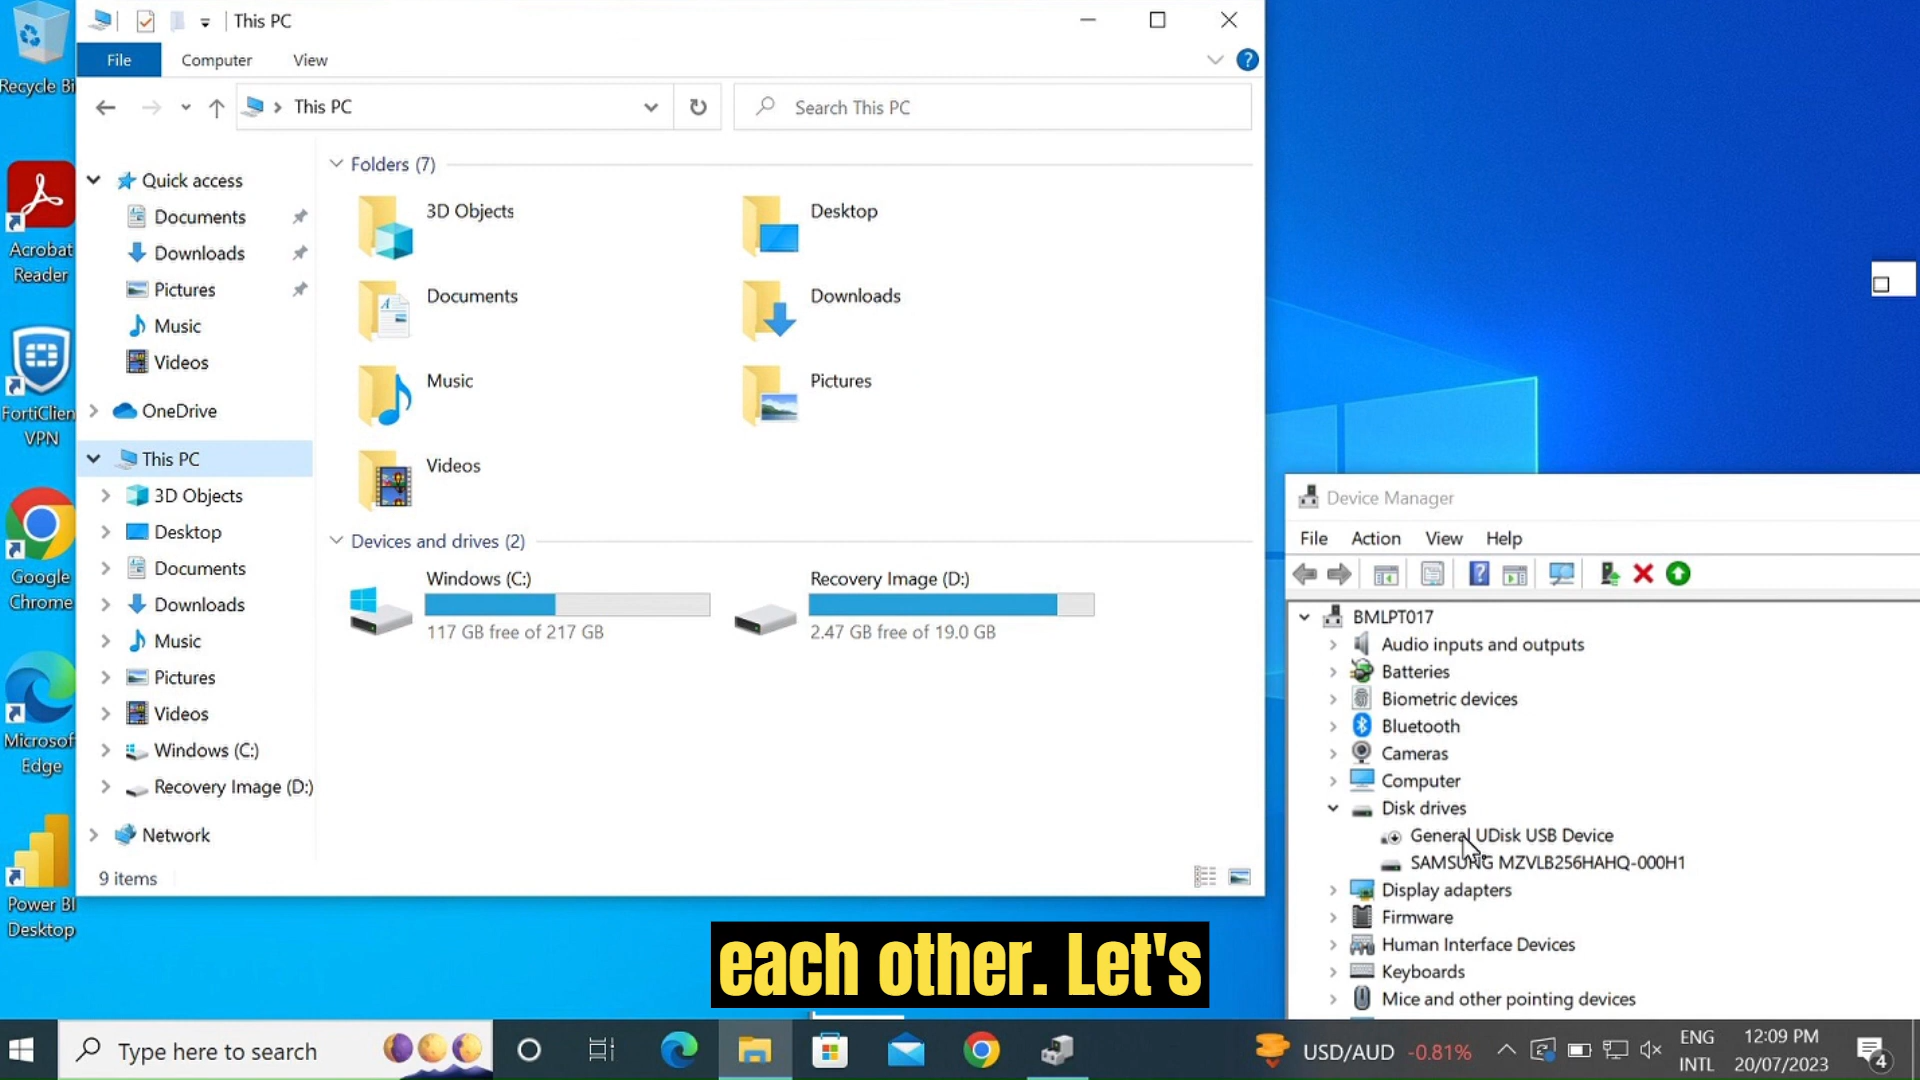 Recycle Bi
Acrobat
Reader
FortiClien
VPN
Google
Chrome
Microsof
Edge
Power BI
Desktop
This PC
File
Computer
View
This PC
Search This PC
Quick access
Documents
Downloads
Pictures
Music
Videos
OneDrive
This PC
3D Objects
Desktop
Documents
Downloads
Music
Pictures
Videos
Windows (C:)
Recovery Image (D:)
Network
9 items
Folders (7)
3D Objects
Desktop
Documents
Downloads
Music
Pictures
Videos
Devices and drives (2)
Windows (C:)
117 GB free of 217 GB
Recovery Image (D:)
2.47 GB free of 19.0 GB
Device Manager
File Action View Help
BMLPT017
Audio inputs and outputs
Batteries
Biometric devices
Bluetooth
Cameras
Computer
Disk drives
General UDisk USB Device
SAMSUNG MZVLB256HAHQ-000H1
Display adapters
Firmware
Human Interface Devices
Keyboards
Mice and other pointing devices
each other. Let's
Type here to search
USD/AUD -0.81%
ENG
INTL
12:09 PM
20/07/2023
4